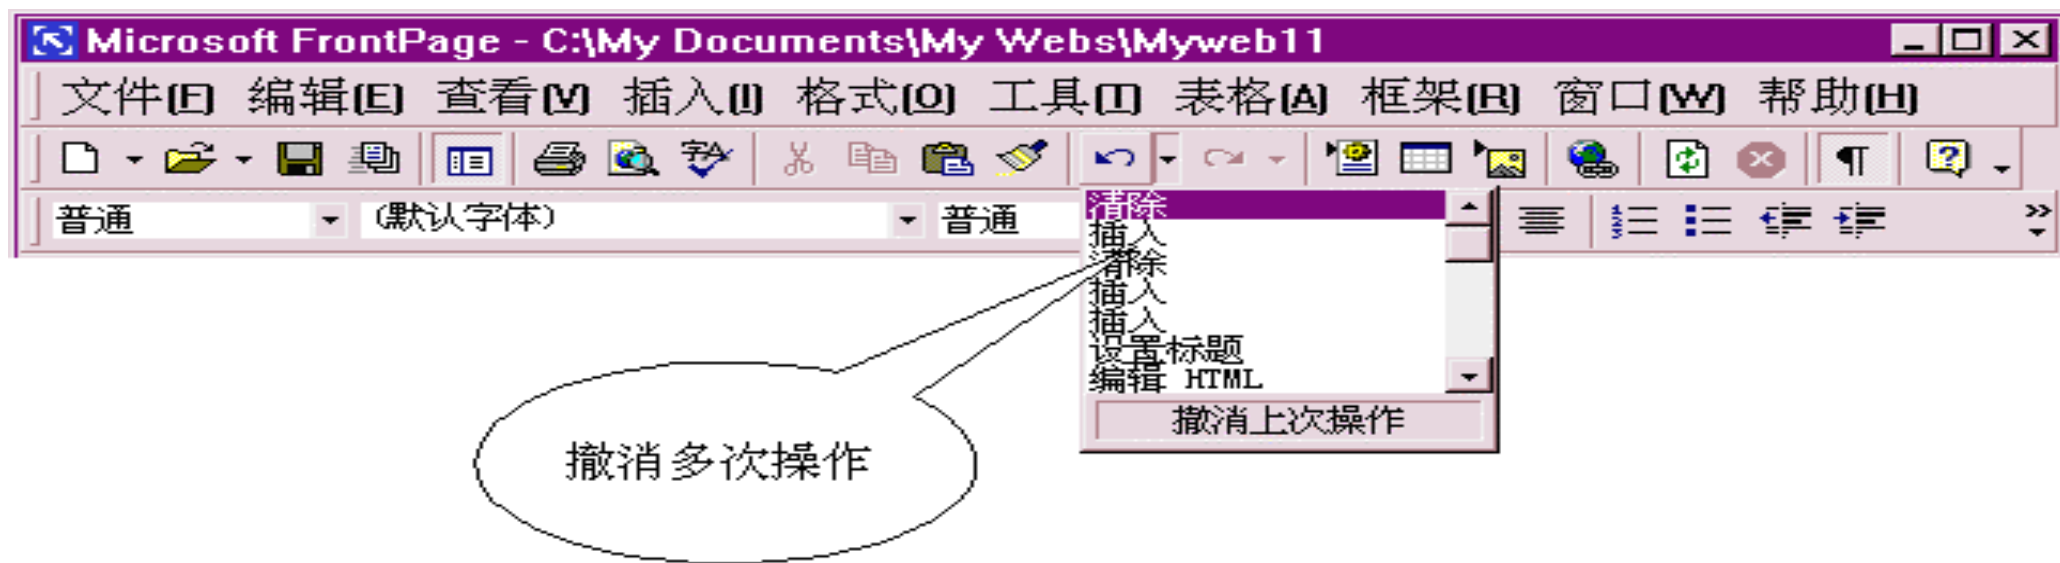 Microsoft FrontPage - C:\My Documents\My Webs\Myweb11
文件(F) 编辑(E) 查看(V) 插入(I) 格式(O) 工具(T) 表格(A) 框架(R) 窗口(W) 帮助(H)
普通 (默认字体) 普通
清除
插入
清除
插入
插入
设置标题
编辑 HTML
撤消上次操作
撤消多次操作